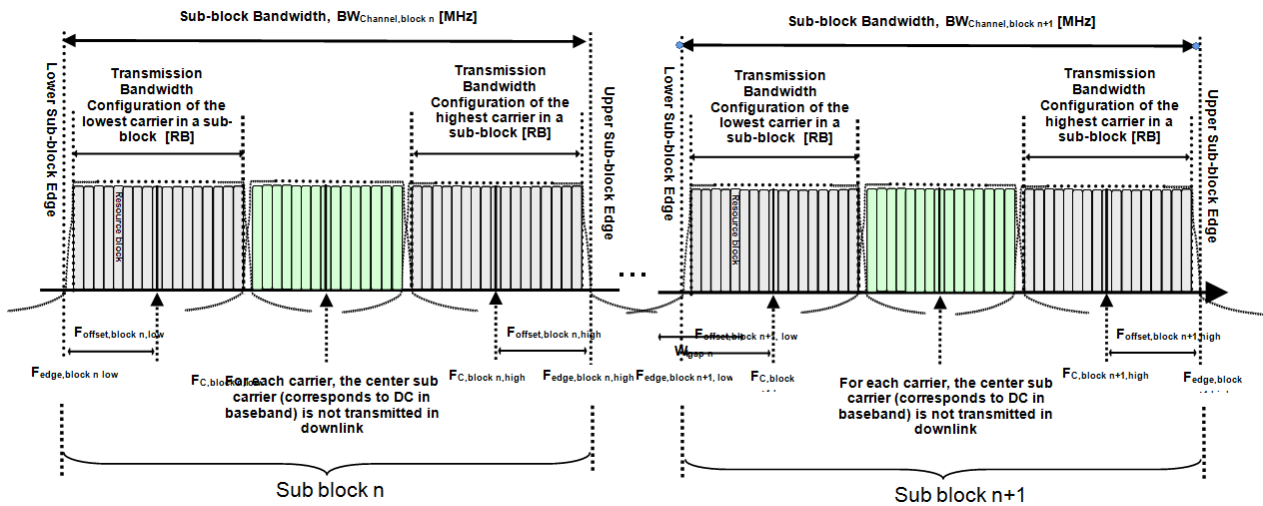 Sub-block Bandwidth, BWChannel,block n [MHz]
Sub-block Bandwidth, BWChannel,block n+1 [MHz]
Lower Sub-block Edge
Transmission
Bandwidth
Configuration of the
lowest carrier in a sub-
block [RB]
Transmission
Bandwidth
Configuration of the
highest carrier in a
sub-block [RB]
Upper Sub-block Edge
Lower Sub-block Edge
Transmission
Bandwidth
Configuration of the
lowest carrier in a
sub-block [RB]
Transmission
Bandwidth
Configuration of the
highest carrier in a
sub-block [RB]
Upper Sub-block Edge
Resource block
Resource block
...
Foffset,block n,low
Foffset,block n,high
Foffset,block n+1, low
Foffset,block n+1,high
Wgap n
Fedge,block n low
FC,block n,low
FC,block n,high
Fedge,block n,high
Fedge,block n+1, low
FC,block
FC,block n+1,high
Fedge,block
For each carrier, the center sub
carrier (corresponds to DC in
baseband) is not transmitted in
downlink
For each carrier, the center sub
carrier (corresponds to DC in
baseband) is not transmitted in
downlink
Sub block n
Sub block n+1